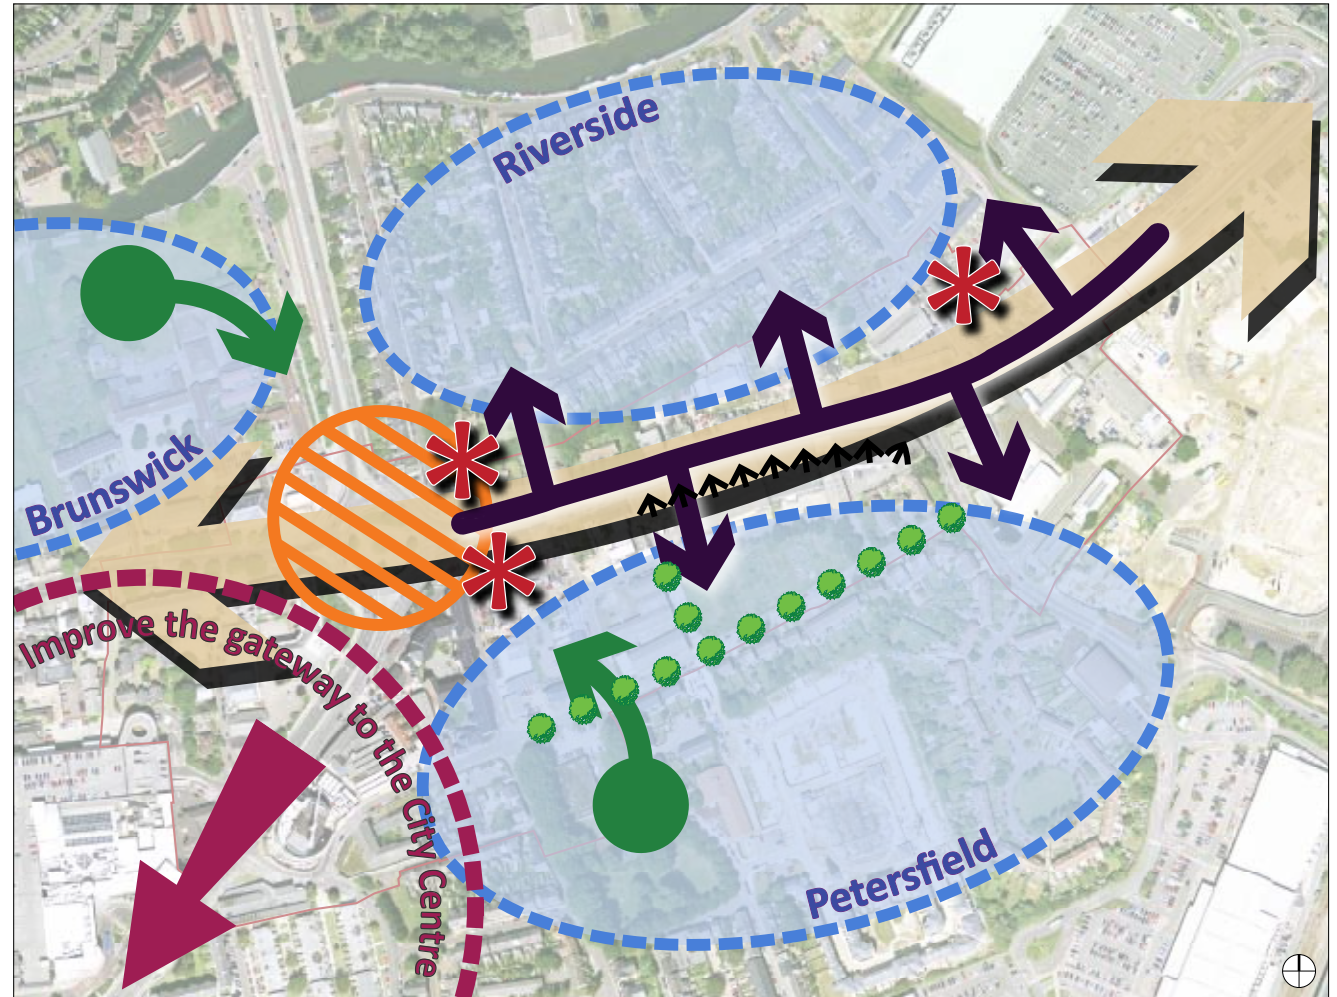 Riverside
Brunswick
Improve the gateway to the City Centre
Petersfield